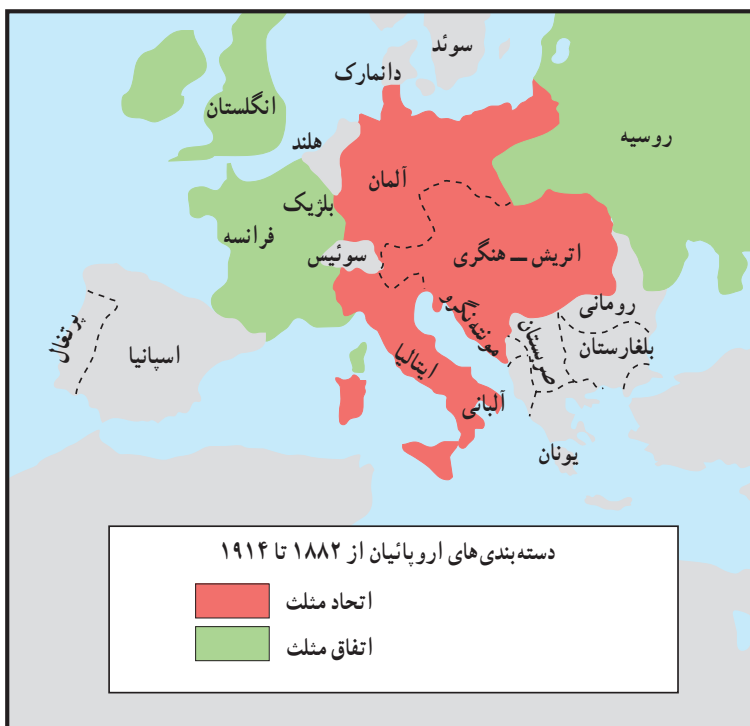 سوئد
دانمارک
انگلستان
هلند
روسیه
آلمان
بلژیک
فرانسه
سوئیس
اتریش ــ هنگری
رومانی
مونته‌نگرو
صربستان
بلغارستان
پرتغال
اسپانیا
ایتالیا
آلبانی
یونان
دسته‌بندی‌های اروپائیان از ۱۸۸۲ تا ۱۹۱۴
اتحاد مثلث
اتفاق مثلث